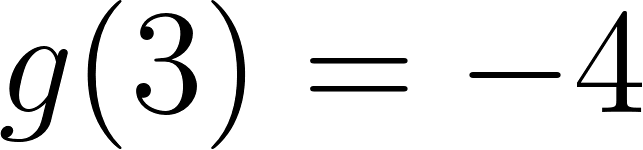 g(3) = −4